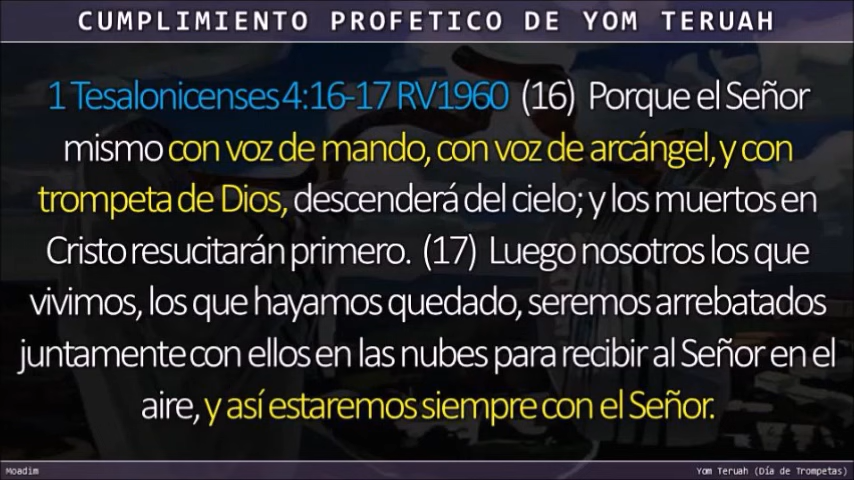 CUMPLIMIENTO PROFETICO DE YOM TERUAH
1 Tesalonicenses 4:16-17 RV1960 (16) Porque el Señor
mismo con voz de mando, con voz de arcángel, y con
trompeta de Dios, descenderá del cielo; y los muertos en
Cristo resucitarán primero. (17) Luego nosotros los que
vivimos, los que hayamos quedado, seremos arrebatados
juntamente con ellos en las nubes para recibir al Señor en el
aire, y así estaremos siempre con el Señor.
Moadim
Yom Teruah (Día de Trompetas)